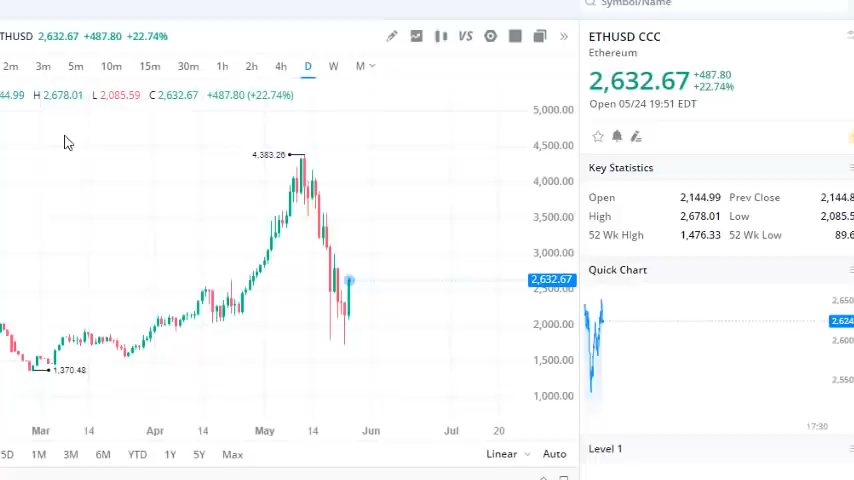 Symbol/Name
THUSD 2,632.67 +487.80 +22.74%
VS
2m 3m 5m 10m 15m 30m 1h 2h 4h D W M
44.99 H 2,678.01 L 2,085.59 C 2,632.67 +487.80 (+22.74%)
5,000.00
4,500.00
4,383.26
4,000.00
3,500.00
3,000.00
2,632.67
2,500.00
2,000.00
1,500.00
1,370.48
1,000.00
Mar 14 Apr 14 May 14 Jun Jul 20
5D 1M 3M 6M YTD 1Y 5Y Max Linear Auto
ETHUSD CCC
Ethereum
2,632.67 +487.80
+22.74%
Open 05/24 19:51 EDT
Key Statistics
Open 2,144.99 Prev Close 2,144.8
High 2,678.01 Low 2,085.5
52 Wk High 1,476.33 52 Wk Low 89.6
Quick Chart
2,650
2,624
2,600
2,550
17:30
Level 1